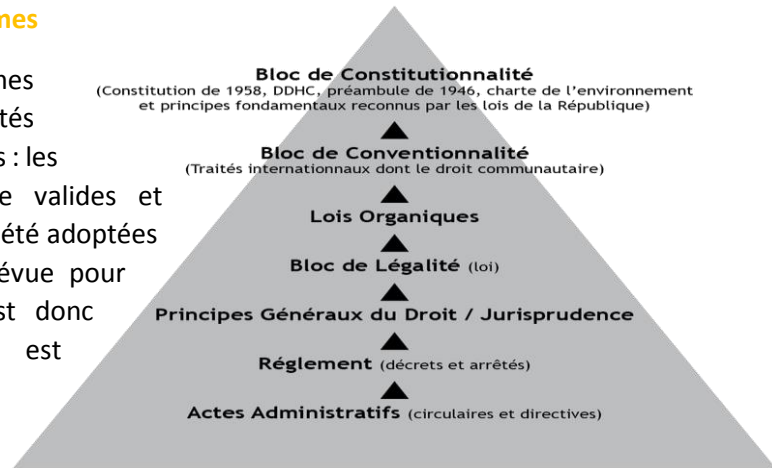 nes
nes
tés
s : les
e valides et
été adoptées
évue pour
st donc
est
Bloc de Constitutionnalité
(Constitution de 1958, DDHC, préambule de 1946, charte de l'environnement
et principes fondamentaux reconnus par les lois de la République)
Bloc de Conventionnalité
(Traités internationnaux dont le droit communautaire)
Lois Organiques
Bloc de Légalité (loi)
Principes Généraux du Droit / Jurisprudence
Réglement (décrets et arrêtés)
Actes Administratifs (circulaires et directives)